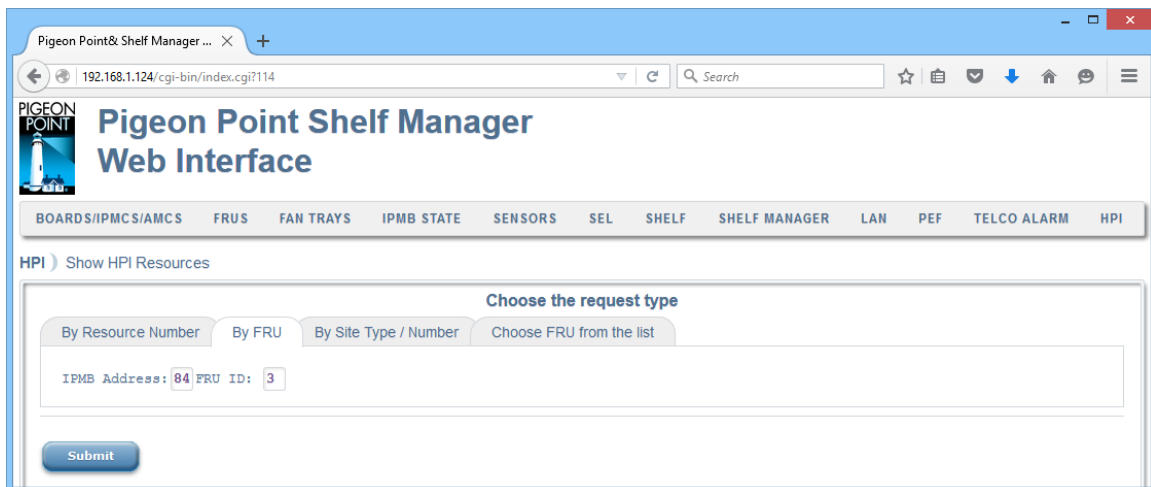 Pigeon Point& Shelf Manager ...
192.168.1.124/cgi-bin/index.cgi?114
Search
PIGEON
POINT
Pigeon Point Shelf Manager
Web Interface
BOARDS/IPMCS/AMCS FRUS FAN TRAYS IPMB STATE SENSORS SEL SHELF SHELF MANAGER LAN PEF TELCO ALARM HPI
HPI ) Show HPI Resources
Choose the request type
By Resource Number By FRU By Site Type / Number Choose FRU from the list
IPMB Address: 84 FRU ID: 3
Submit